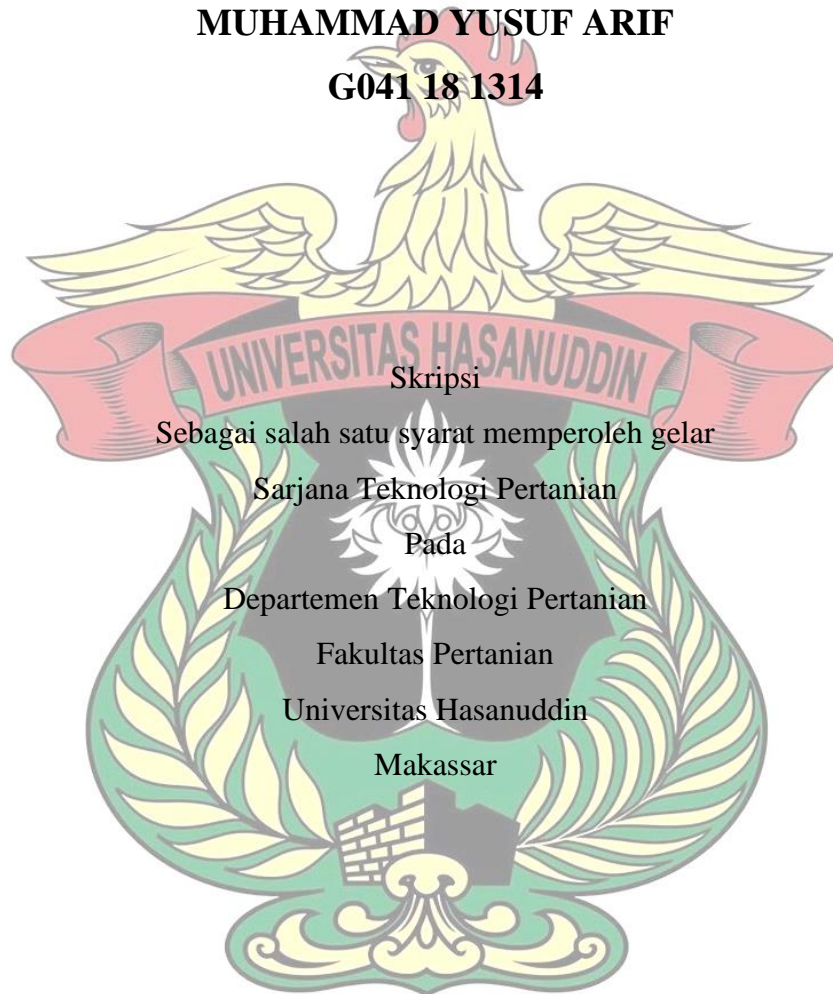 MUHAMMAD YUSUF ARIF
G041 18 1314
UNIVERSITAS HASANUDDIN
Skripsi
Sebagai salah satu syarat memperoleh gelar
Sarjana Teknologi Pertanian
Pada
Departemen Teknologi Pertanian
Fakultas Pertanian
Universitas Hasanuddin
Makassar